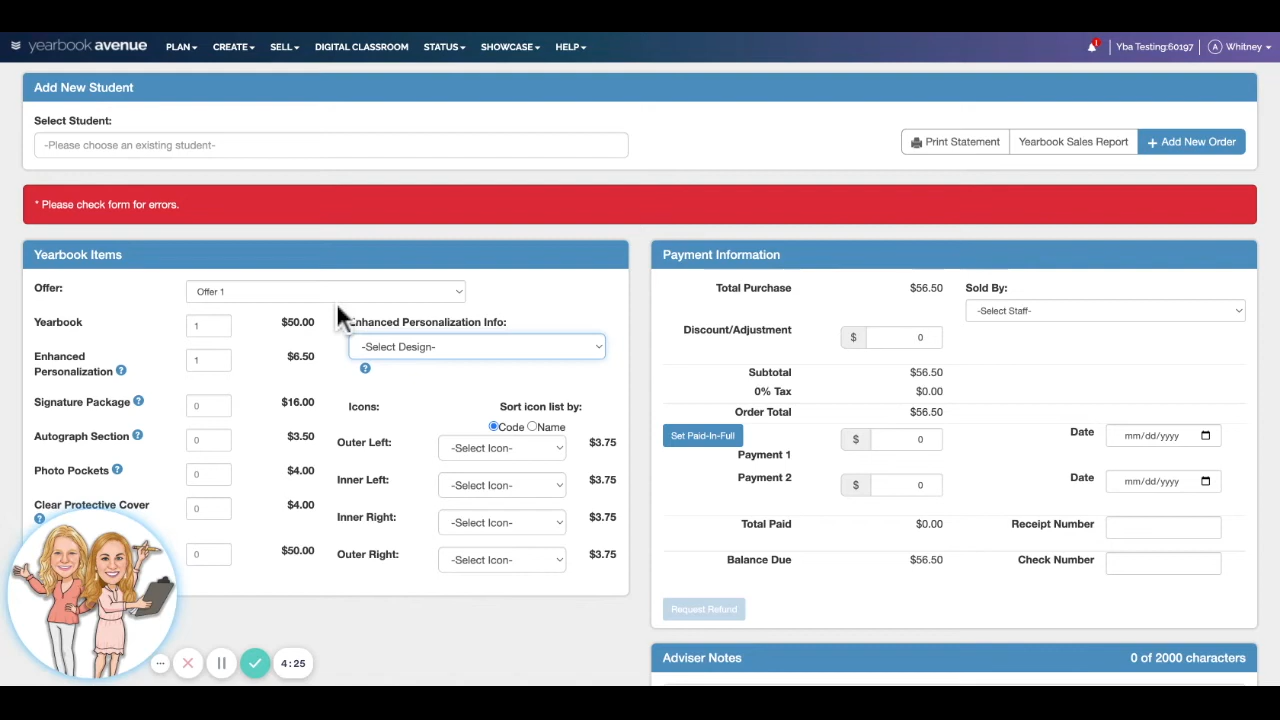 yearbook avenue PLAN CREATE SELL DIGITAL CLASSROOM STATUS SHOWCASE HELP 1 Yba Testing:60197 A Whitney
Add New Student
Select Student:
-Please choose an existing student-
Print Statement Yearbook Sales Report + Add New Order
* Please check form for errors.
Yearbook Items
Offer: Offer 1
Yearbook 1 $50.00
Enhanced Personalization ? 1 $6.50
Signature Package ? 0 $16.00
Autograph Section ? 0 $3.50
Photo Pockets ? 0 $4.00
Clear Protective Cover ? 0 $4.00
0 $50.00
Enhanced Personalization Info:
-Select Design-
?
Icons: Sort icon list by:
Code Name
Outer Left: -Select Icon- $3.75
Inner Left: -Select Icon- $3.75
Inner Right: -Select Icon- $3.75
Outer Right: -Select Icon- $3.75
Payment Information
Total Purchase $56.50 Sold By:
-Select Staff-
Discount/Adjustment $ 0
Subtotal $56.50
0% Tax $0.00
Order Total $56.50
Set Paid-In-Full $ 0 Date mm/dd/yyyy
Payment 1
Payment 2 $ 0 Date mm/dd/yyyy
Total Paid $0.00 Receipt Number
Balance Due $56.50 Check Number
Request Refund
Adviser Notes 0 of 2000 characters
4:25